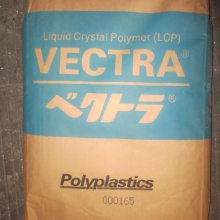 Liquid Crystal Polymer (LCP)
VECTRA®
ベクトラ®
Polyplastics
000165